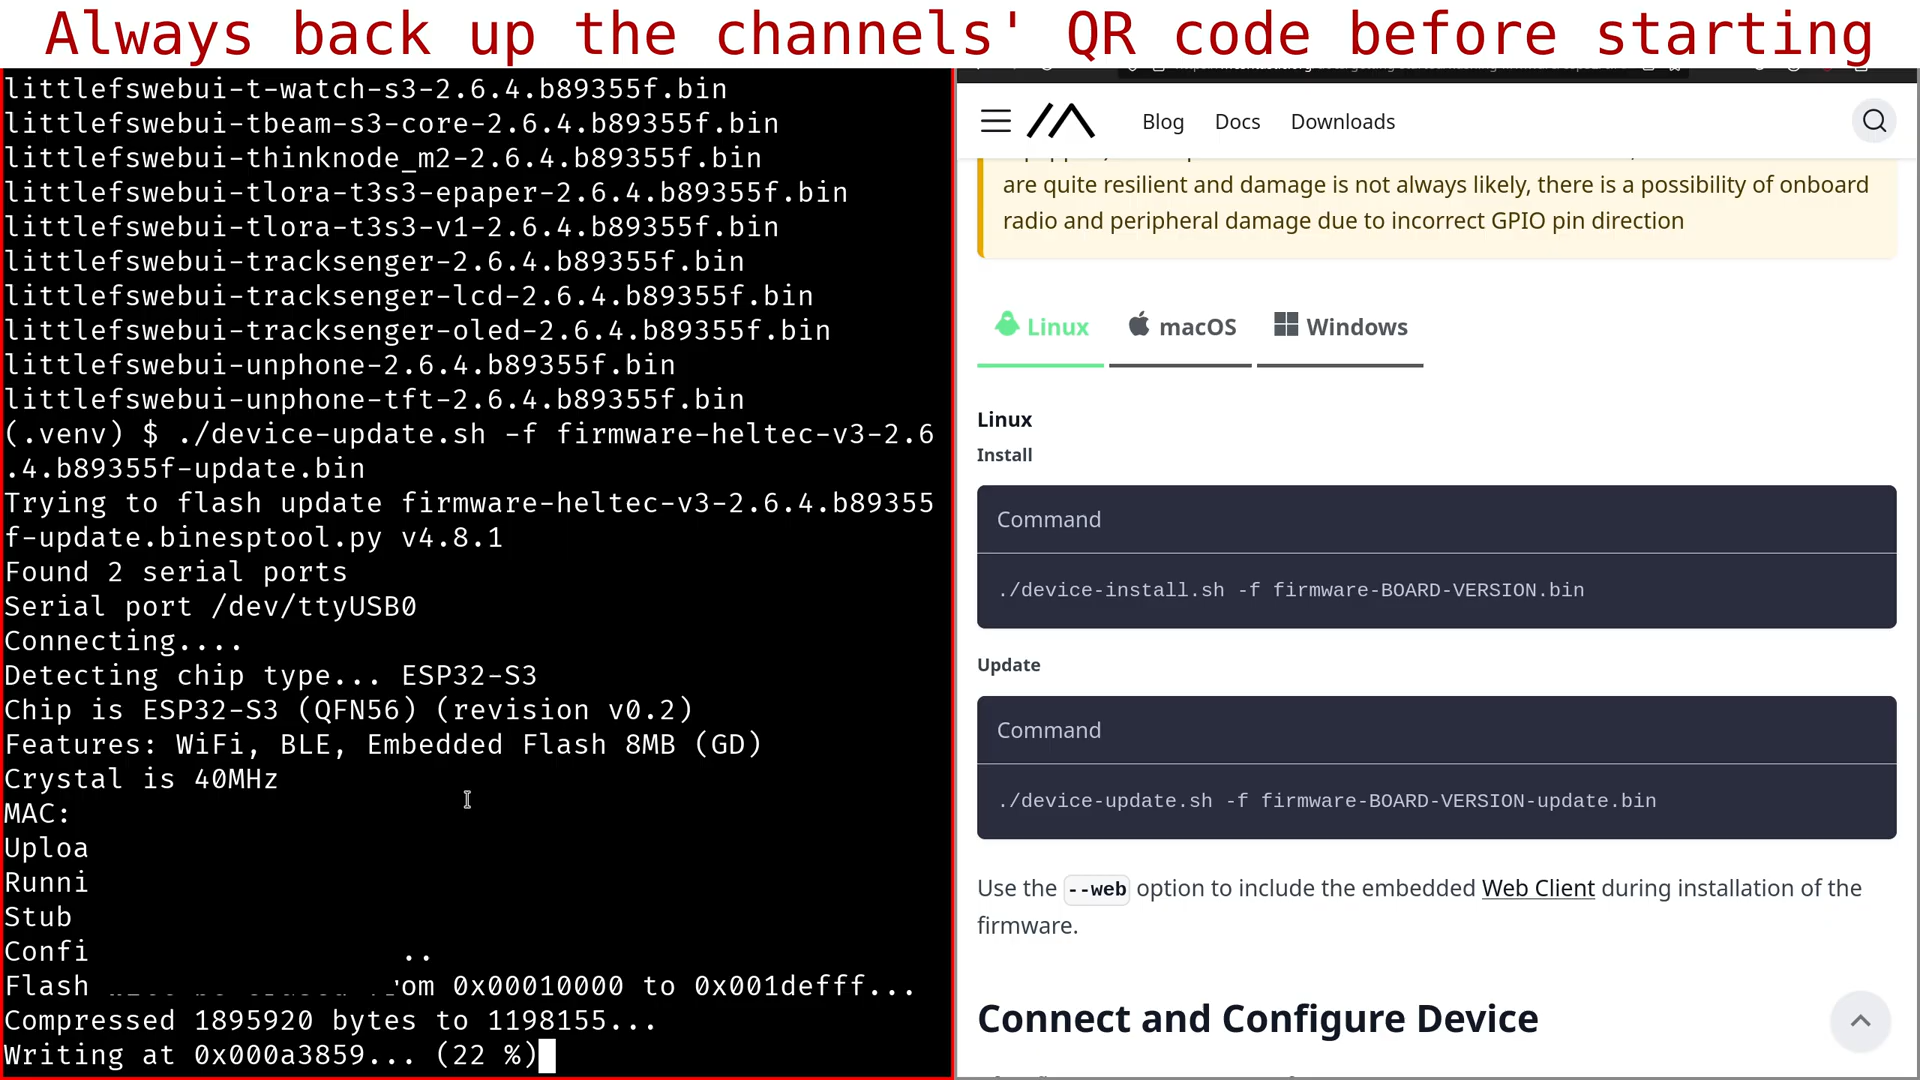 Always back up the channels' QR code before starting
littlefswebui-t-watch-s3-2.6.4.b89355f.bin
littlefswebui-tbeam-s3-core-2.6.4.b89355f.bin
littlefswebui-thinknode_m2-2.6.4.b89355f.bin
littlefswebui-tlora-t3s3-epaper-2.6.4.b89355f.bin
littlefswebui-tlora-t3s3-v1-2.6.4.b89355f.bin
littlefswebui-tracksenger-2.6.4.b89355f.bin
littlefswebui-tracksenger-lcd-2.6.4.b89355f.bin
littlefswebui-tracksenger-oled-2.6.4.b89355f.bin
littlefswebui-unphone-2.6.4.b89355f.bin
littlefswebui-unphone-tft-2.6.4.b89355f.bin
(.venv) $ ./device-update.sh -f firmware-heltec-v3-2.6
.4.b89355f-update.bin
Trying to flash update firmware-heltec-v3-2.6.4.b89355
f-update.binesptool.py v4.8.1
Found 2 serial ports
Serial port /dev/ttyUSB0
Connecting....
Detecting chip type... ESP32-S3
Chip is ESP32-S3 (QFN56) (revision v0.2)
Features: WiFi, BLE, Embedded Flash 8MB (GD)
Crystal is 40MHz
MAC:
Uploa
Runni
Stub
Confi ..
Flash om 0x00010000 to 0x001defff...
Compressed 1895920 bytes to 1198155...
Writing at 0x000a3859... (22 %)
Blog Docs Downloads
are quite resilient and damage is not always likely, there is a possibility of onboard
radio and peripheral damage due to incorrect GPIO pin direction
Linux macOS Windows
Linux
Install
Command
./device-install.sh -f firmware-BOARD-VERSION.bin
Update
Command
./device-update.sh -f firmware-BOARD-VERSION-update.bin
Use the --web option to include the embedded Web Client during installation of the
firmware.
Connect and Configure Device